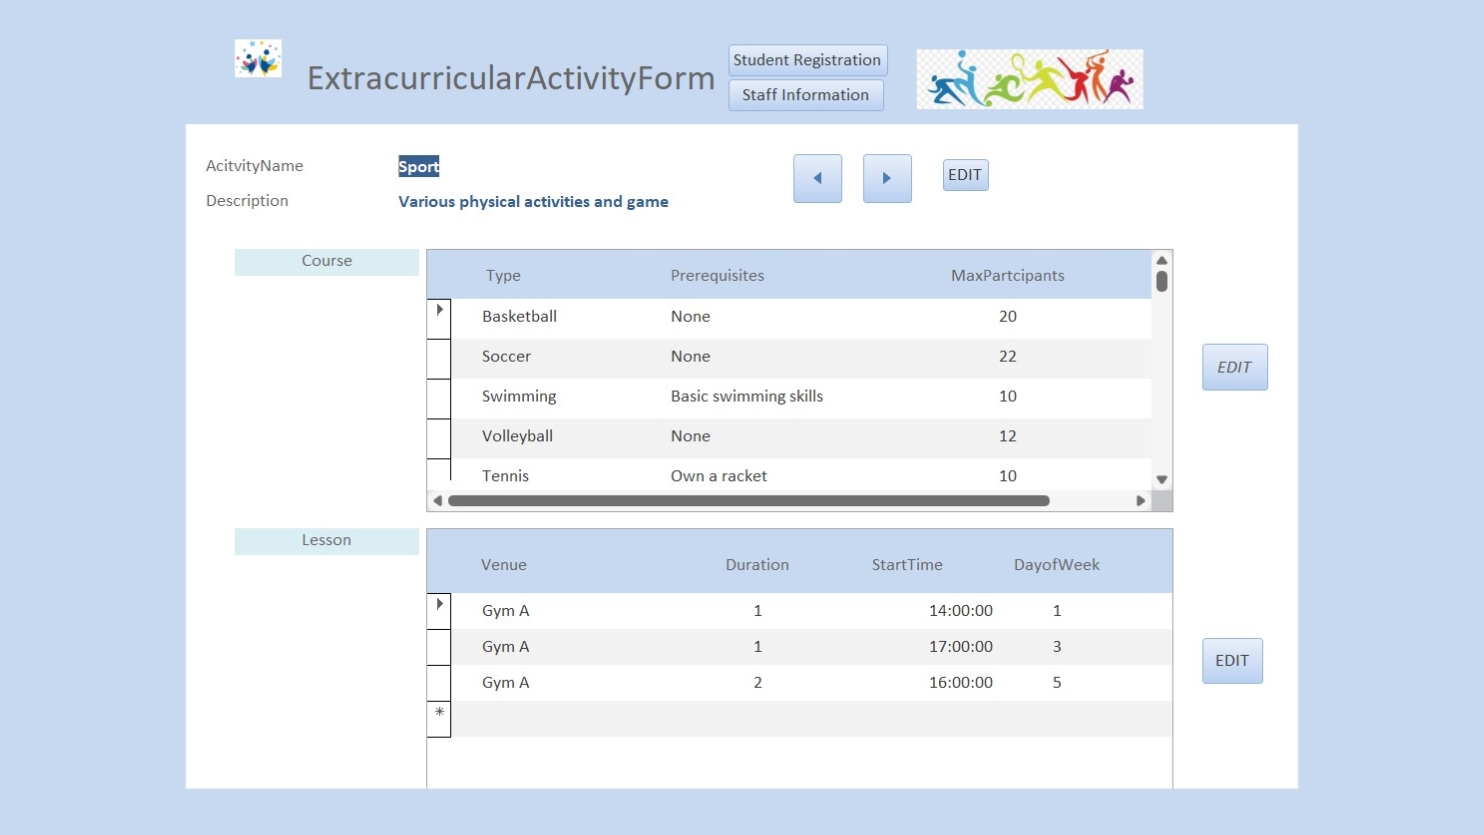 ExtracurricularActivityForm
Student Registration
Staff Information
AcitvityName Sport
EDIT
Description Various physical activities and game
Course
Type Prerequisites MaxPartcipants
Basketball None 20
Soccer None 22
EDIT
Swimming Basic swimming skills 10
Volleyball None 12
Tennis Own a racket 10
Lesson
Venue Duration StartTime DayofWeek
Gym A 1 14:00:00 1
Gym A 1 17:00:00 3
EDIT
Gym A 2 16:00:00 5